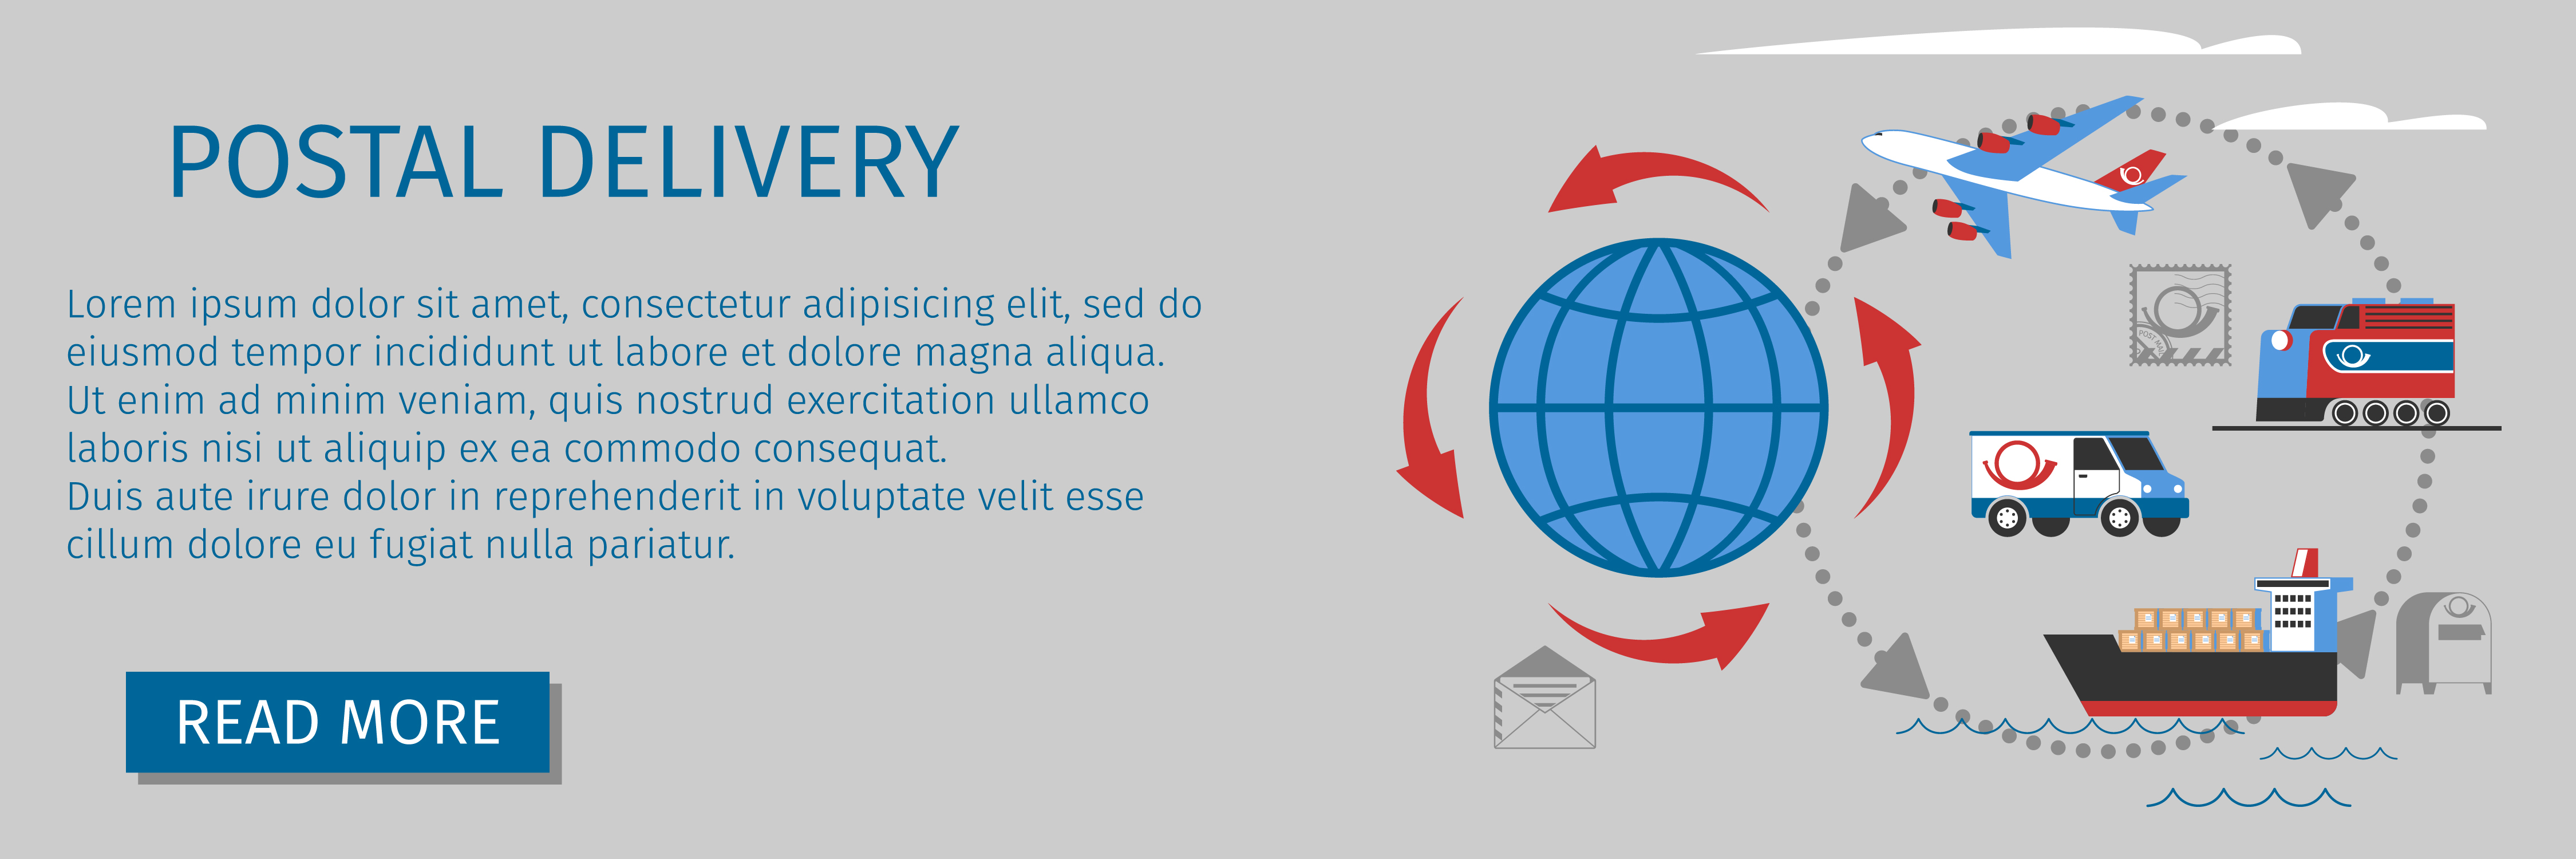 POSTAL DELIVERY
Lorem ipsum dolor sit amet, consectetur adipisicing elit, sed do
eiusmod tempor incididunt ut labore et dolore magna aliqua.
Ut enim ad minim veniam, quis nostrud exercitation ullamco
laboris nisi ut aliquip ex ea commodo consequat.
Duis aute irure dolor in reprehenderit in voluptate velit esse
cillum dolore eu fugiat nulla pariatur.
READ MORE
POST-MAIL